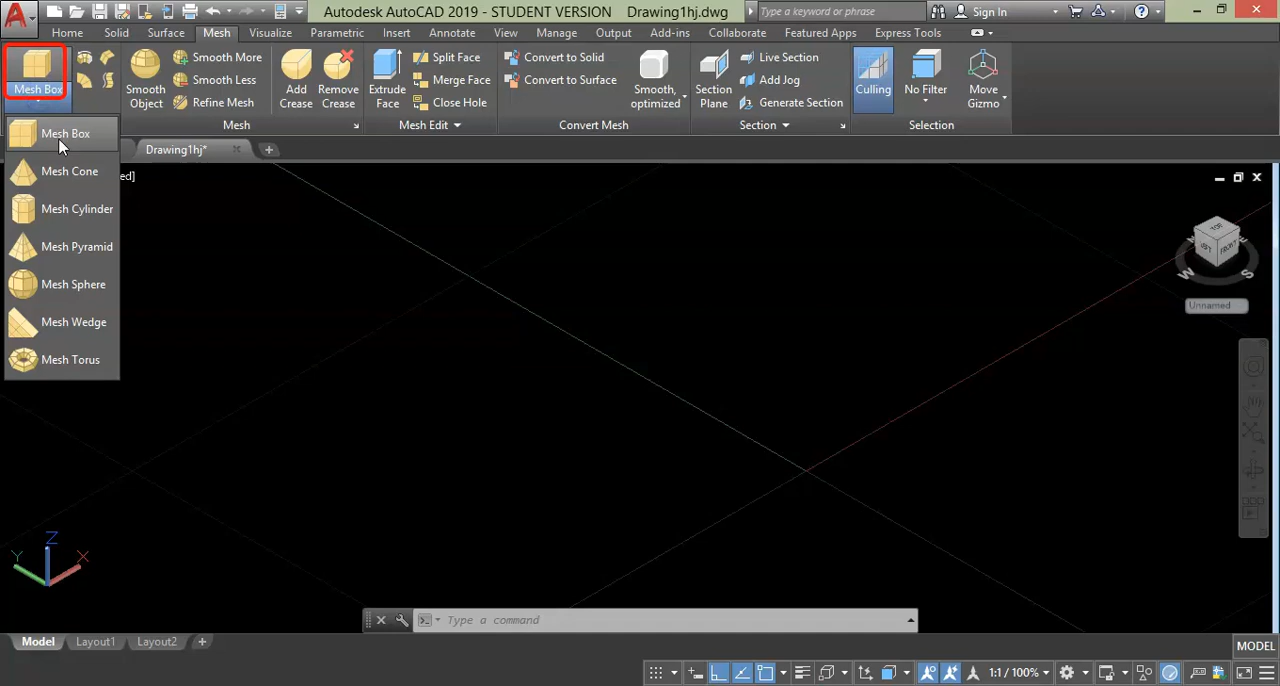 Autodesk AutoCAD 2019 - STUDENT VERSION Drawing1hj.dwg
Type a keyword or phrase
Sign In
Home Solid Surface Mesh Visualize Parametric Insert Annotate View Manage Output Add-ins Collaborate Featured Apps Express Tools
Mesh Box
Smooth Object
Smooth More
Smooth Less
Refine Mesh
Add Crease
Remove Crease
Extrude Face
Split Face
Merge Face
Close Hole
Convert to Solid
Convert to Surface
Smooth, optimized
Section Plane
Live Section
Add Jog
Generate Section
Culling
No Filter
Move Gizmo
Mesh
Mesh Edit
Convert Mesh
Section
Selection
Drawing1hj*
Mesh Box
Mesh Cone
Mesh Cylinder
Mesh Pyramid
Mesh Sphere
Mesh Wedge
Mesh Torus
ed]
TOP
FRONT
W
S
Unnamed
Z
Y
X
Type a command
Model Layout1 Layout2
MODEL
1:1 / 100%